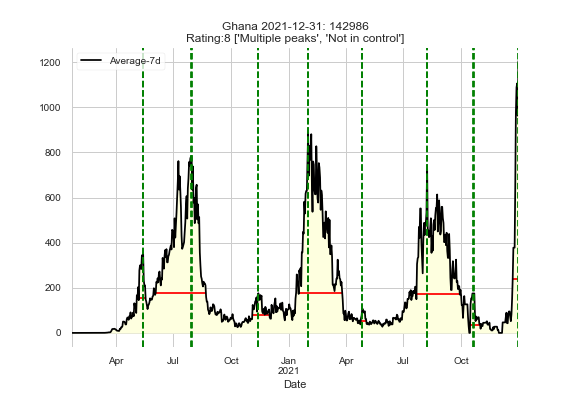 Ghana 2021-12-31: 142986
Rating:8 ['Multiple peaks', 'Not in control']
Average-7d
1200
1000
800
600
400
200
0
Apr Jul Oct Jan Apr Jul Oct
2021
Date